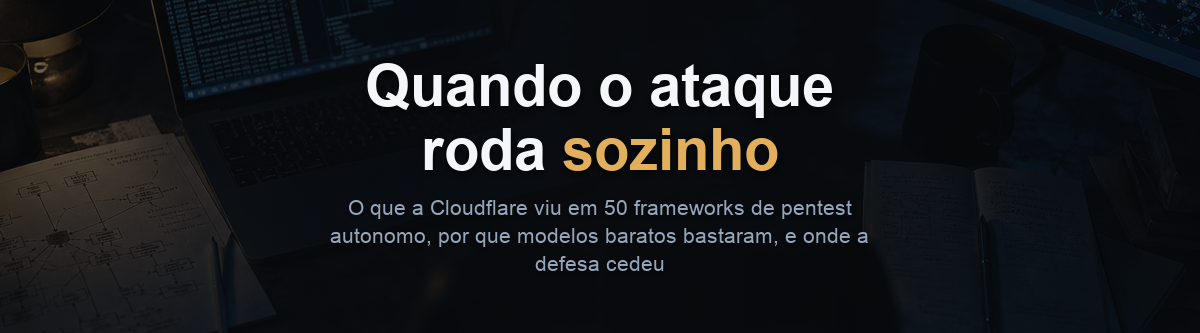 Quando o ataque
roda sozinho
O que a Cloudflare viu em 50 frameworks de pentest
autonomo, por que modelos baratos bastaram, e onde a
defesa cedeu